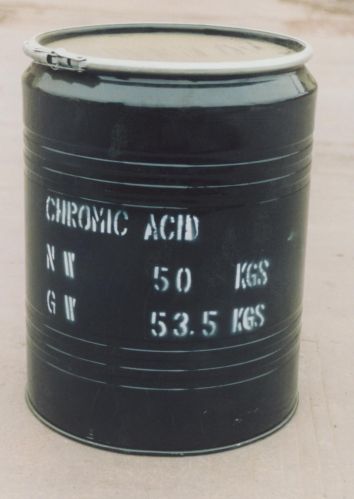 CHROMIC ACID
N W 50 KGS
G W 53.5 KGS